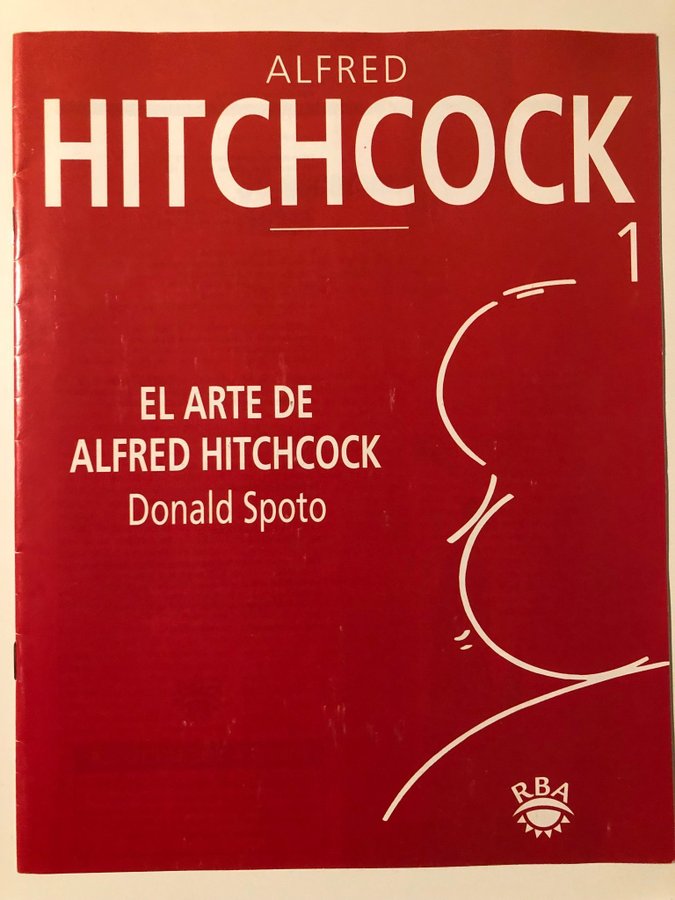 ALFRED
HITCHCOCK
1
EL ARTE DE
ALFRED HITCHCOCK
Donald Spoto
RBA